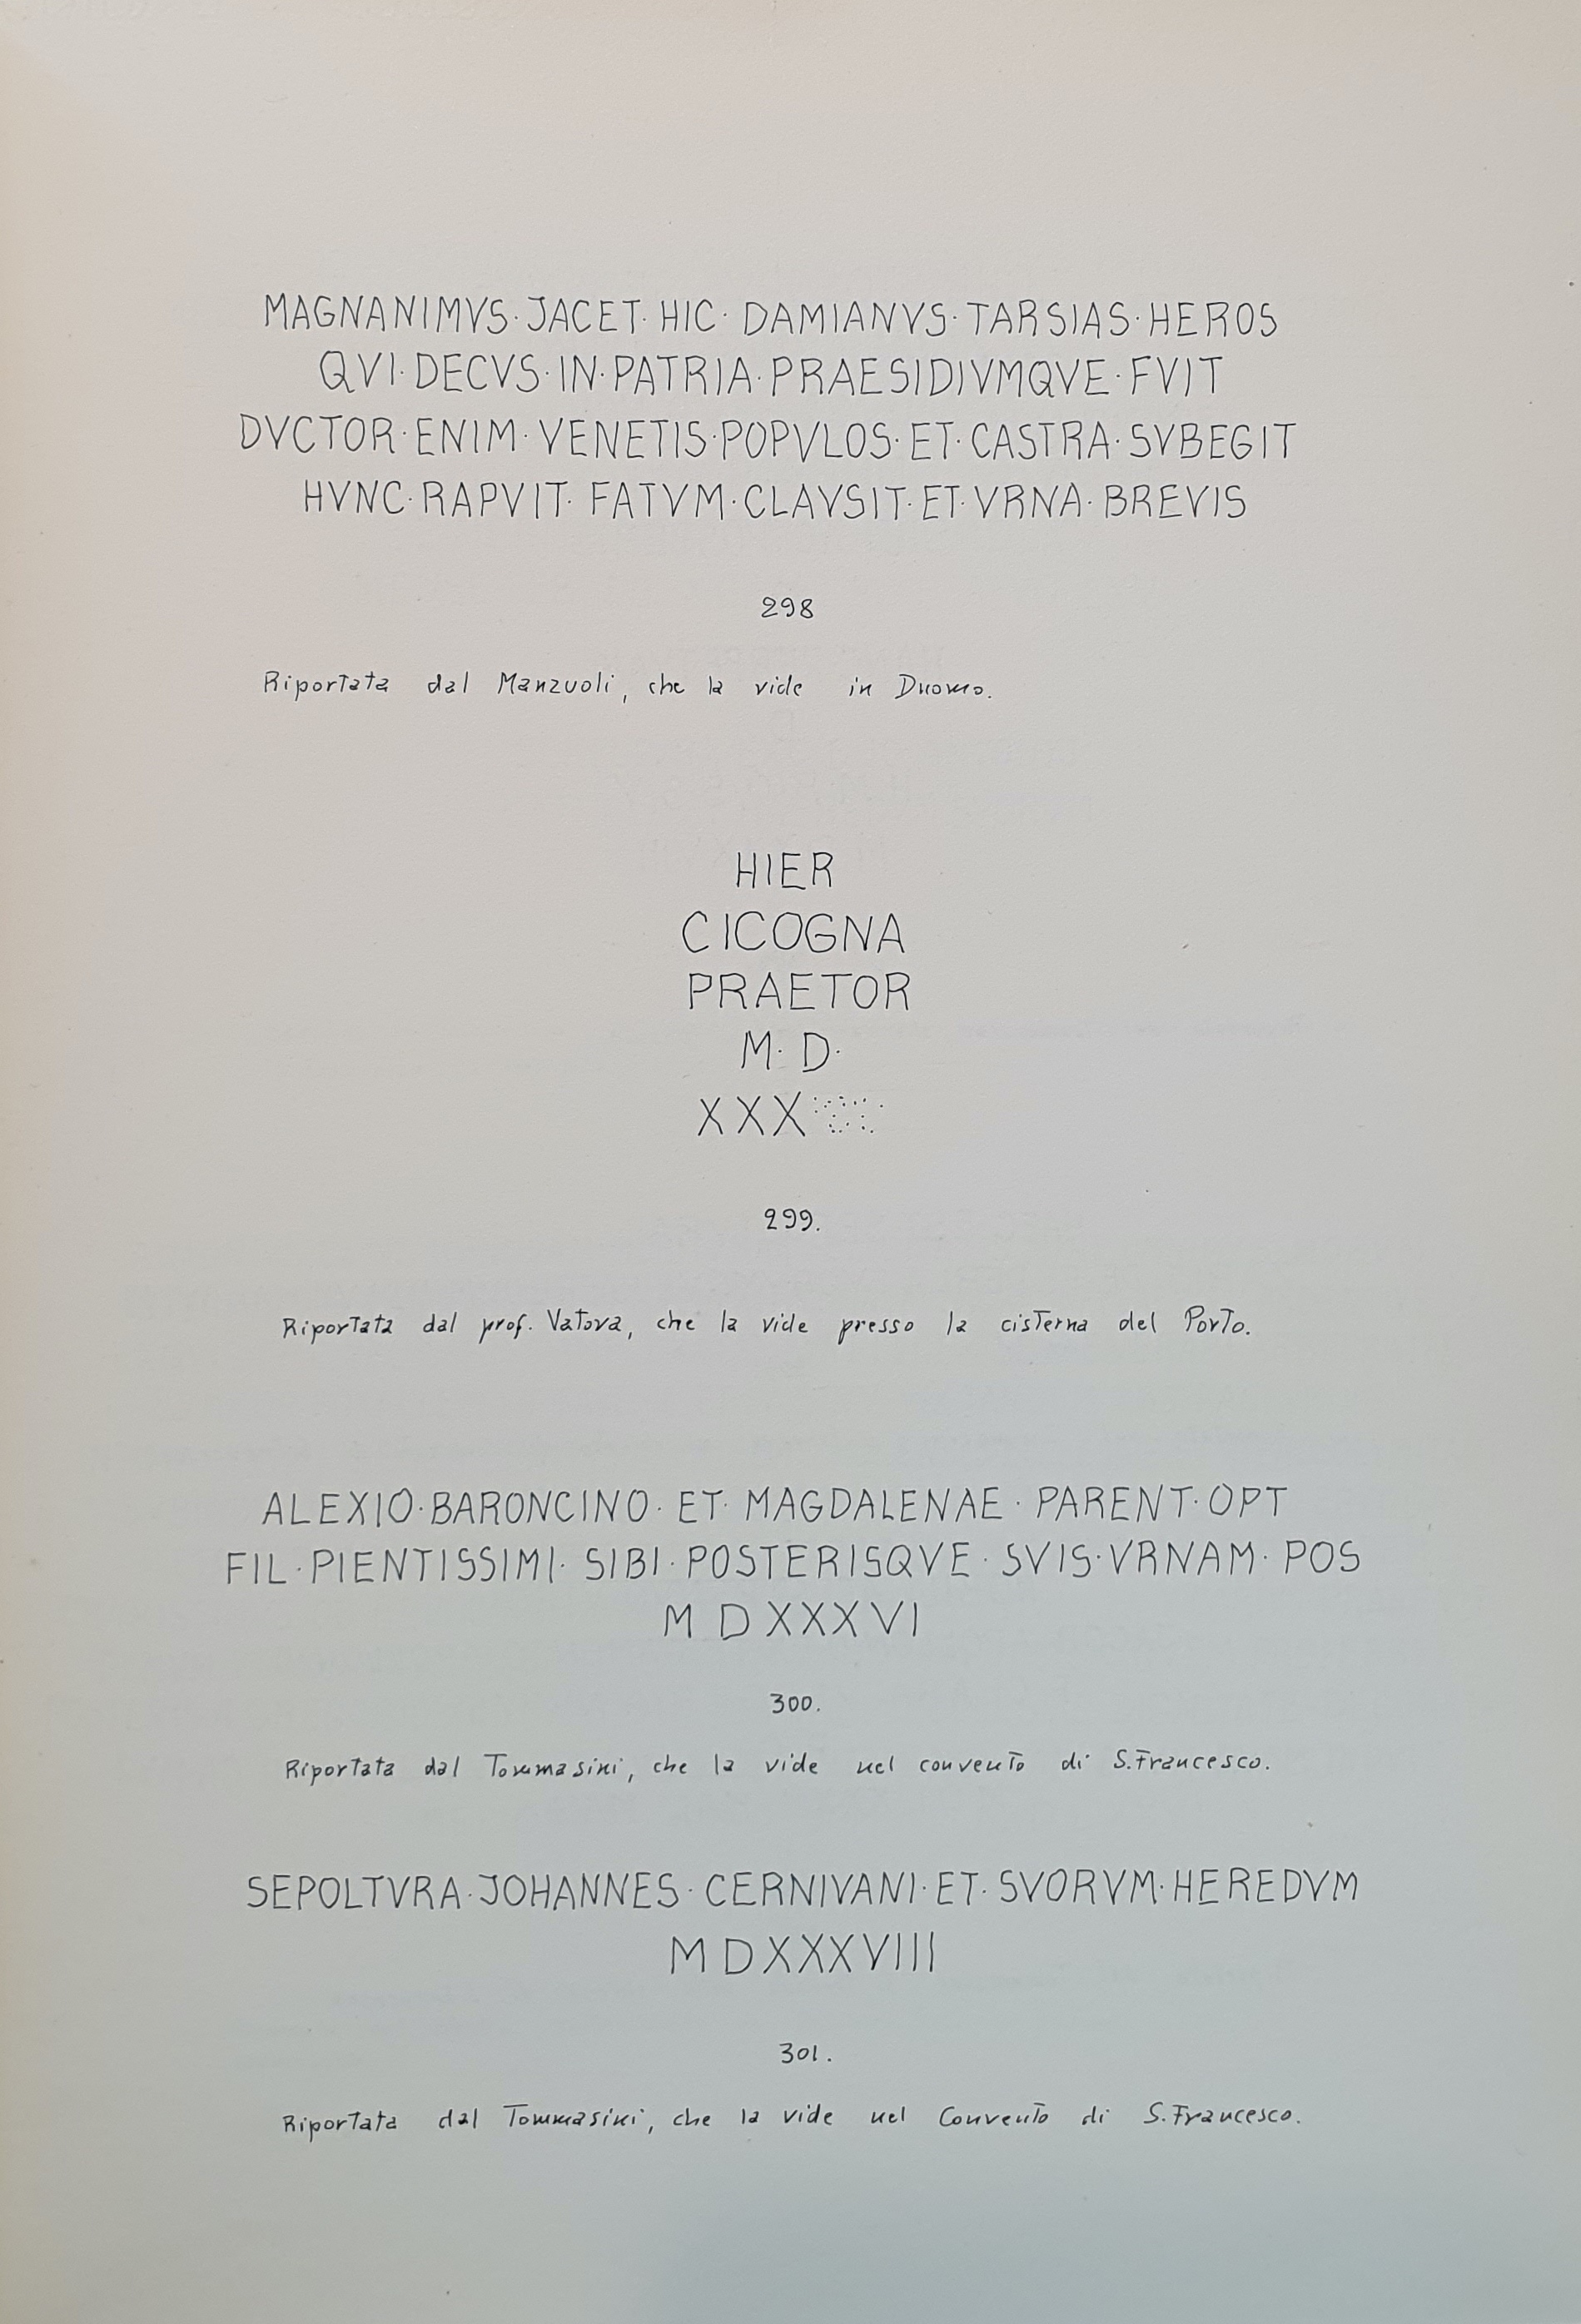 MAGNANIMVS·JACET·HIC·DAMIANVS·TARSIAS·HEROS
QVI·DECVS·IN·PATRIA·PRAESIDIVMQVE·FVIT
DVCTOR·ENIM·VENETIS·POPVLOS·ET·CASTRA·SVBEGIT
HVNC·RAPVIT·FATVM·CLAVSIT·ET·VRNA·BREVIS
298
Riportata dal Manzuoli, che la vide in Duomo.
HIER
CICOGNA
PRAETOR
M·D·
XXX
299.
Riportata dal prof. Vatova, che la vide presso la cisterna del Porto.
ALEXIO·BARONCINO·ET·MAGDALENAE·PARENT·OPT
FIL·PIENTISSIMI·SIBI·POSTERISQVE·SVIS·VRNAM·POS
M D XXX VI
300.
Riportata dal Tommasini, che la vide nel convento di S. Francesco.
SEPOLTVRA·JOHANNES·CERNIVANI·ET·SVORVM·HEREDVM
M D XXX VIII
301.
Riportata dal Tommasini, che la vide nel Convento di S. Francesco.